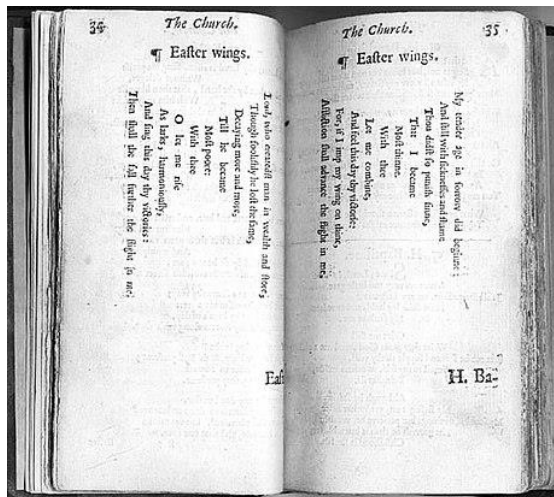 34 The Church.
¶ Eaſter wings.
Lord, who createdſt man in wealth and ſtore,
Though fooliſhly he loſt the ſame,
Decaying more and more,
Till he became
Moſt poore:
With thee
O let me riſe
As larks, harmoniouſly,
And ſing this day thy victories:
Then ſhall the fall further the flight in me.
Eaſ
The Church. 35
¶ Eaſter wings.
My tender age in ſorrow did beginne:
And ſtill with ſickneſſes and ſhame
Thou didſt ſo puniſh ſinne,
That I became
Moſt thinne.
With thee
Let me combine,
And feel this day thy victorie:
For, if I imp my wing on thine,
Affliction ſhall advance the flight in me.
H. Ba-